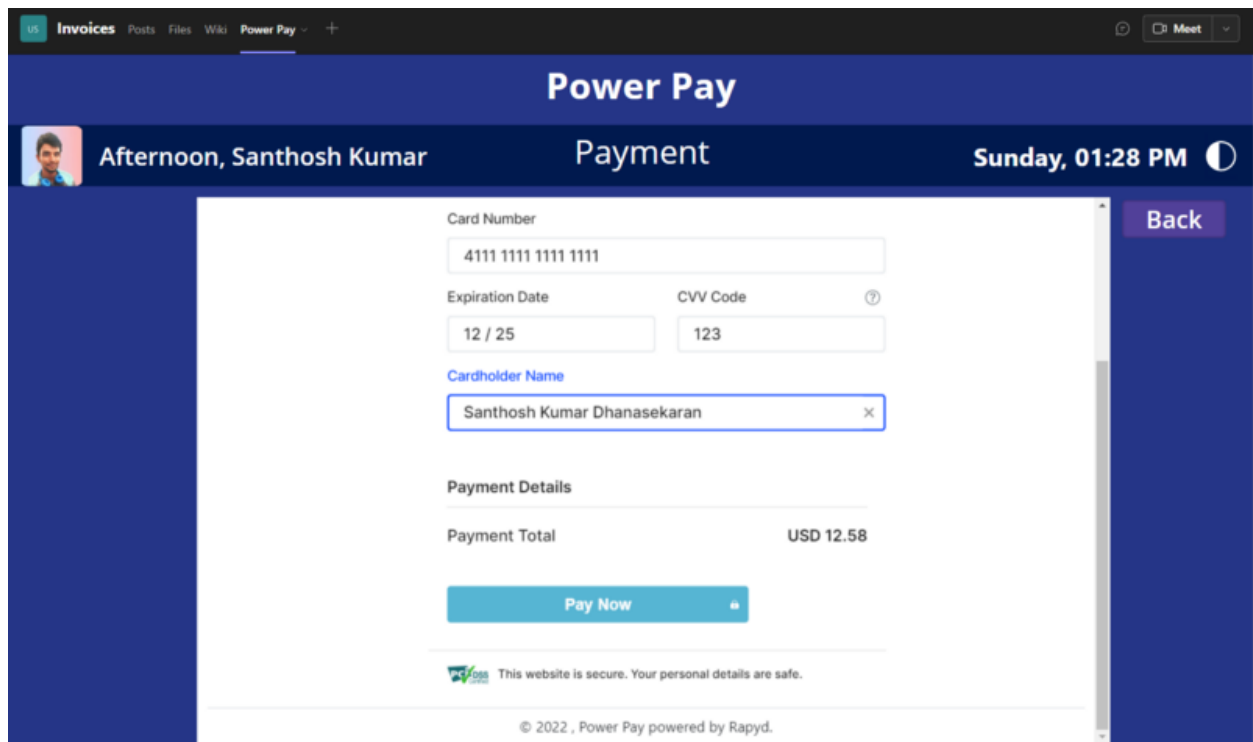 US Invoices Posts Files Wiki Power Pay Meet
Power Pay
Afternoon, Santhosh Kumar Payment Sunday, 01:28 PM
Back
Card Number
4111 1111 1111 1111
Expiration Date CVV Code ?
12 / 25 123
Cardholder Name
Santhosh Kumar Dhanasekaran
Payment Details
Payment Total USD 12.58
Pay Now
PCI DSS This website is secure. Your personal details are safe.
© 2022 , Power Pay powered by Rapyd.